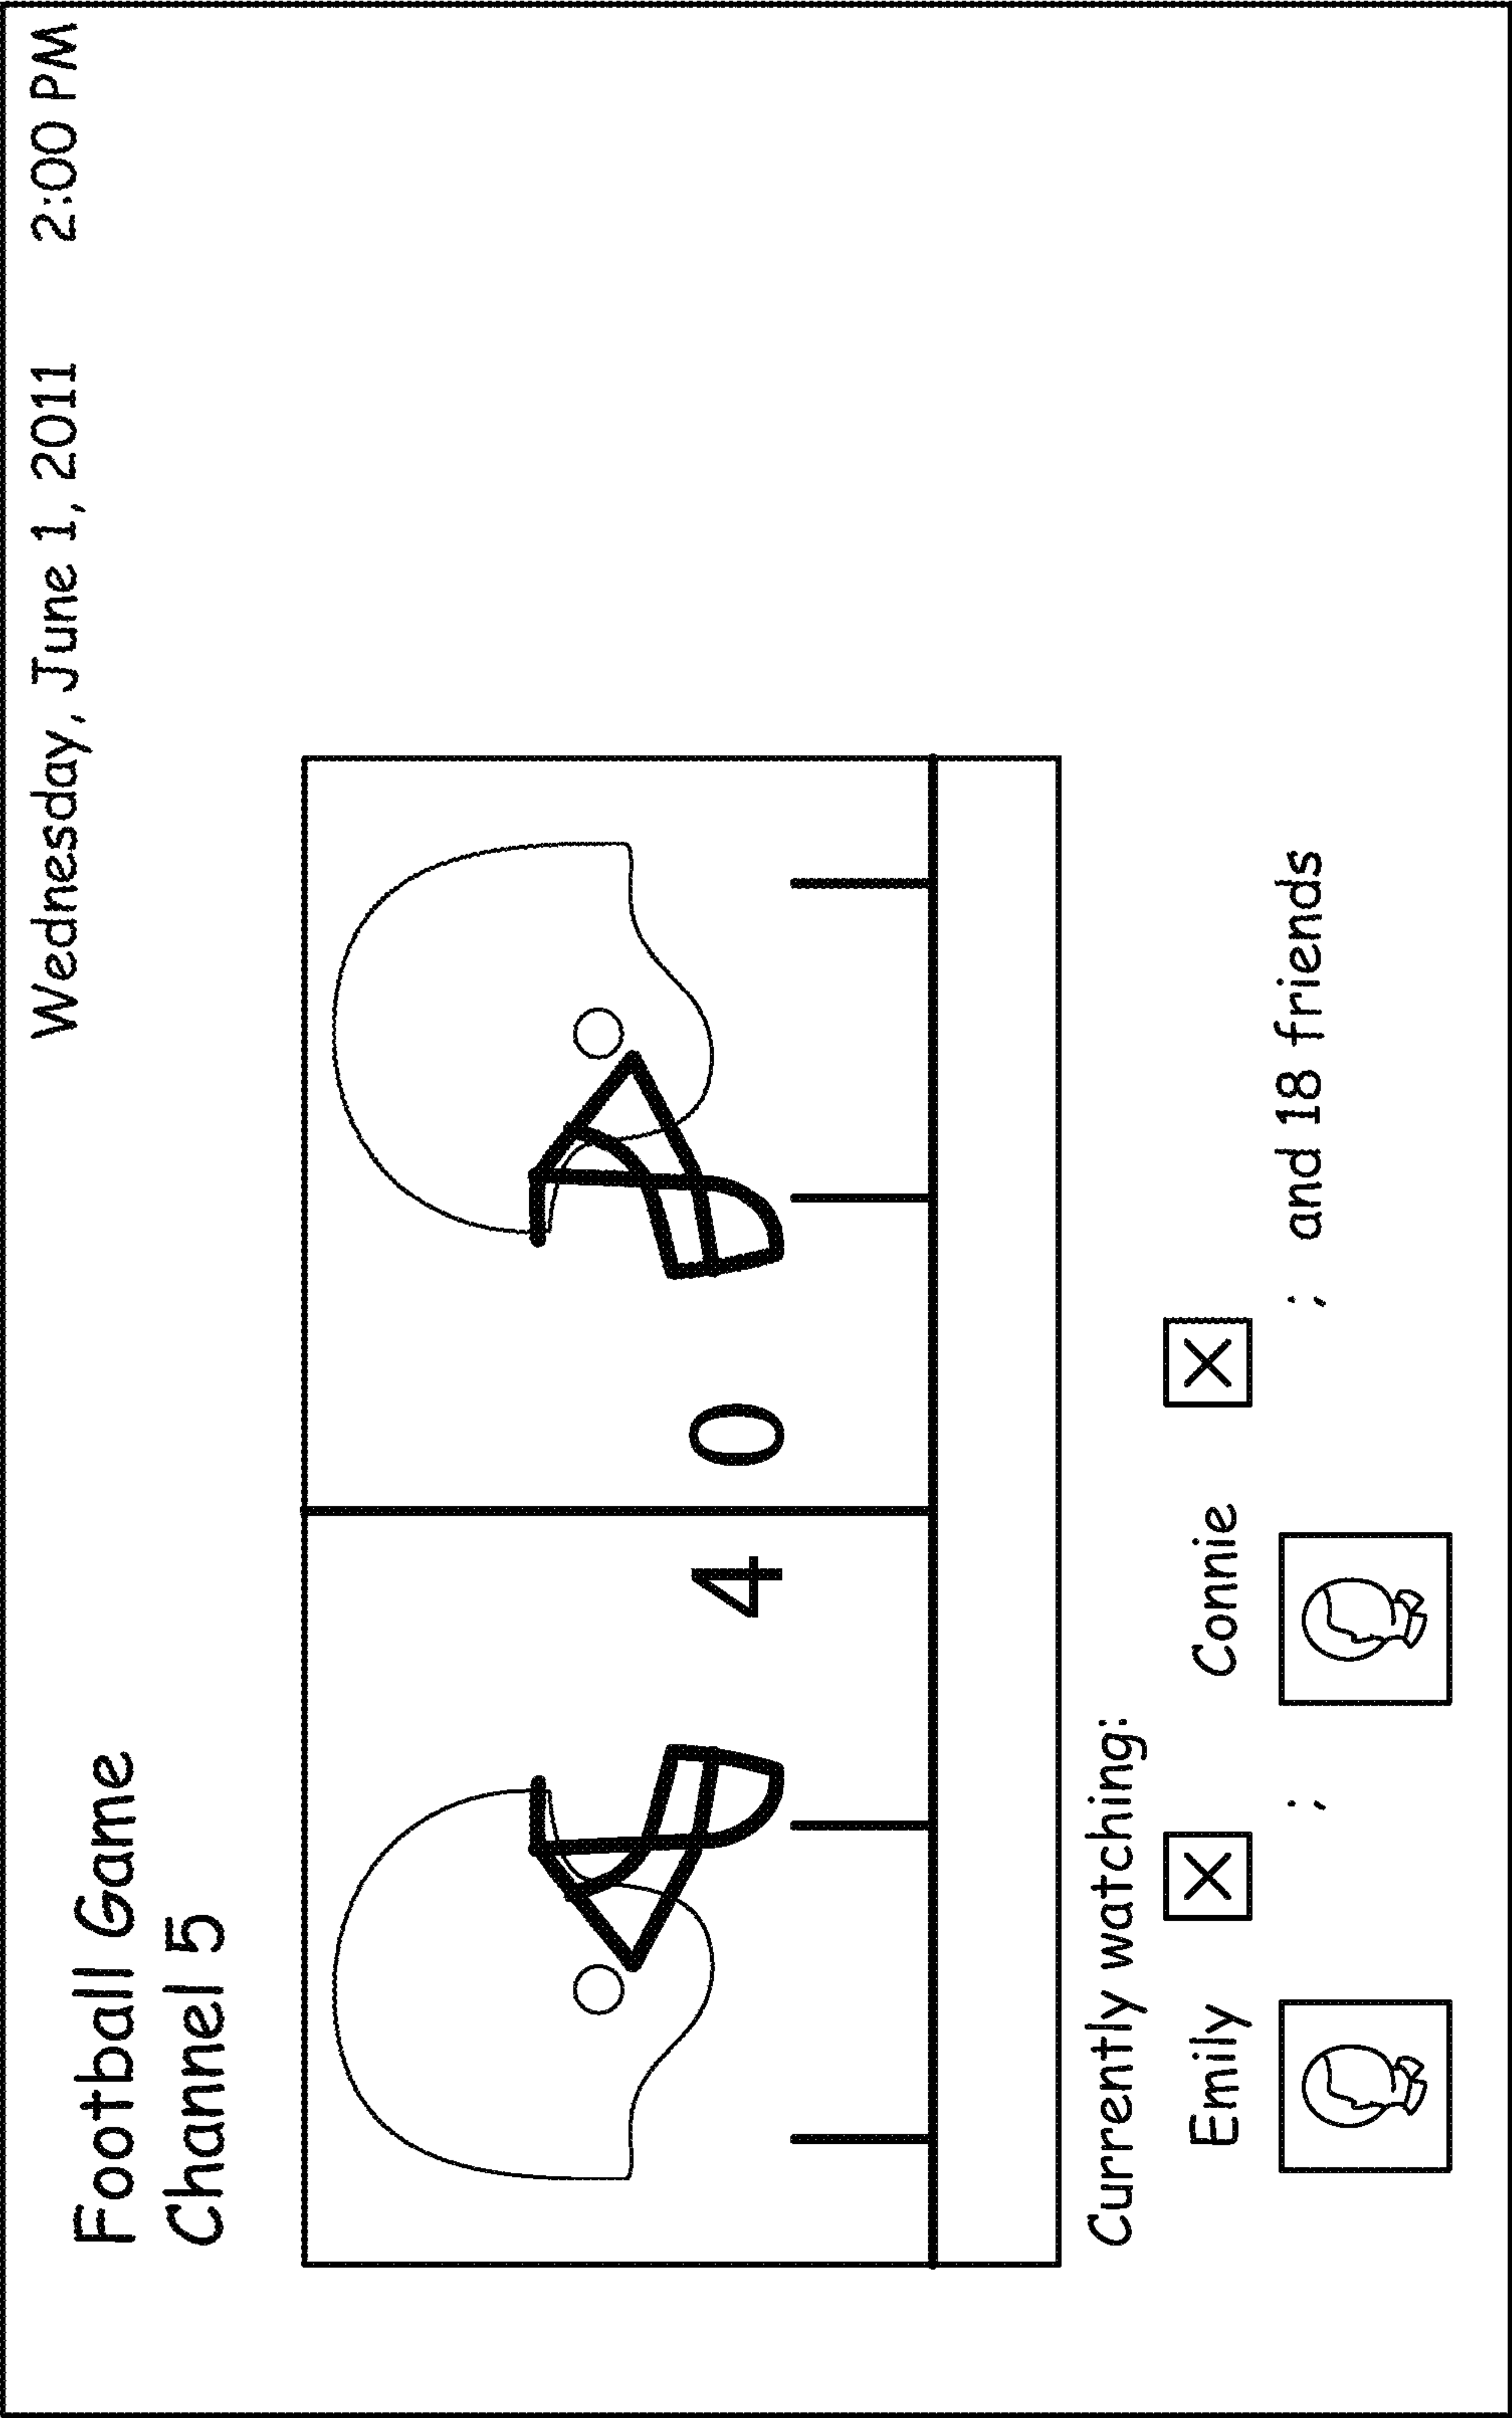 Wednesday, June 1, 2011 2:00 PM
Football Game
Channel 5
4 0
Currently watching:
Emily X Connie X
; ; and 18 friends